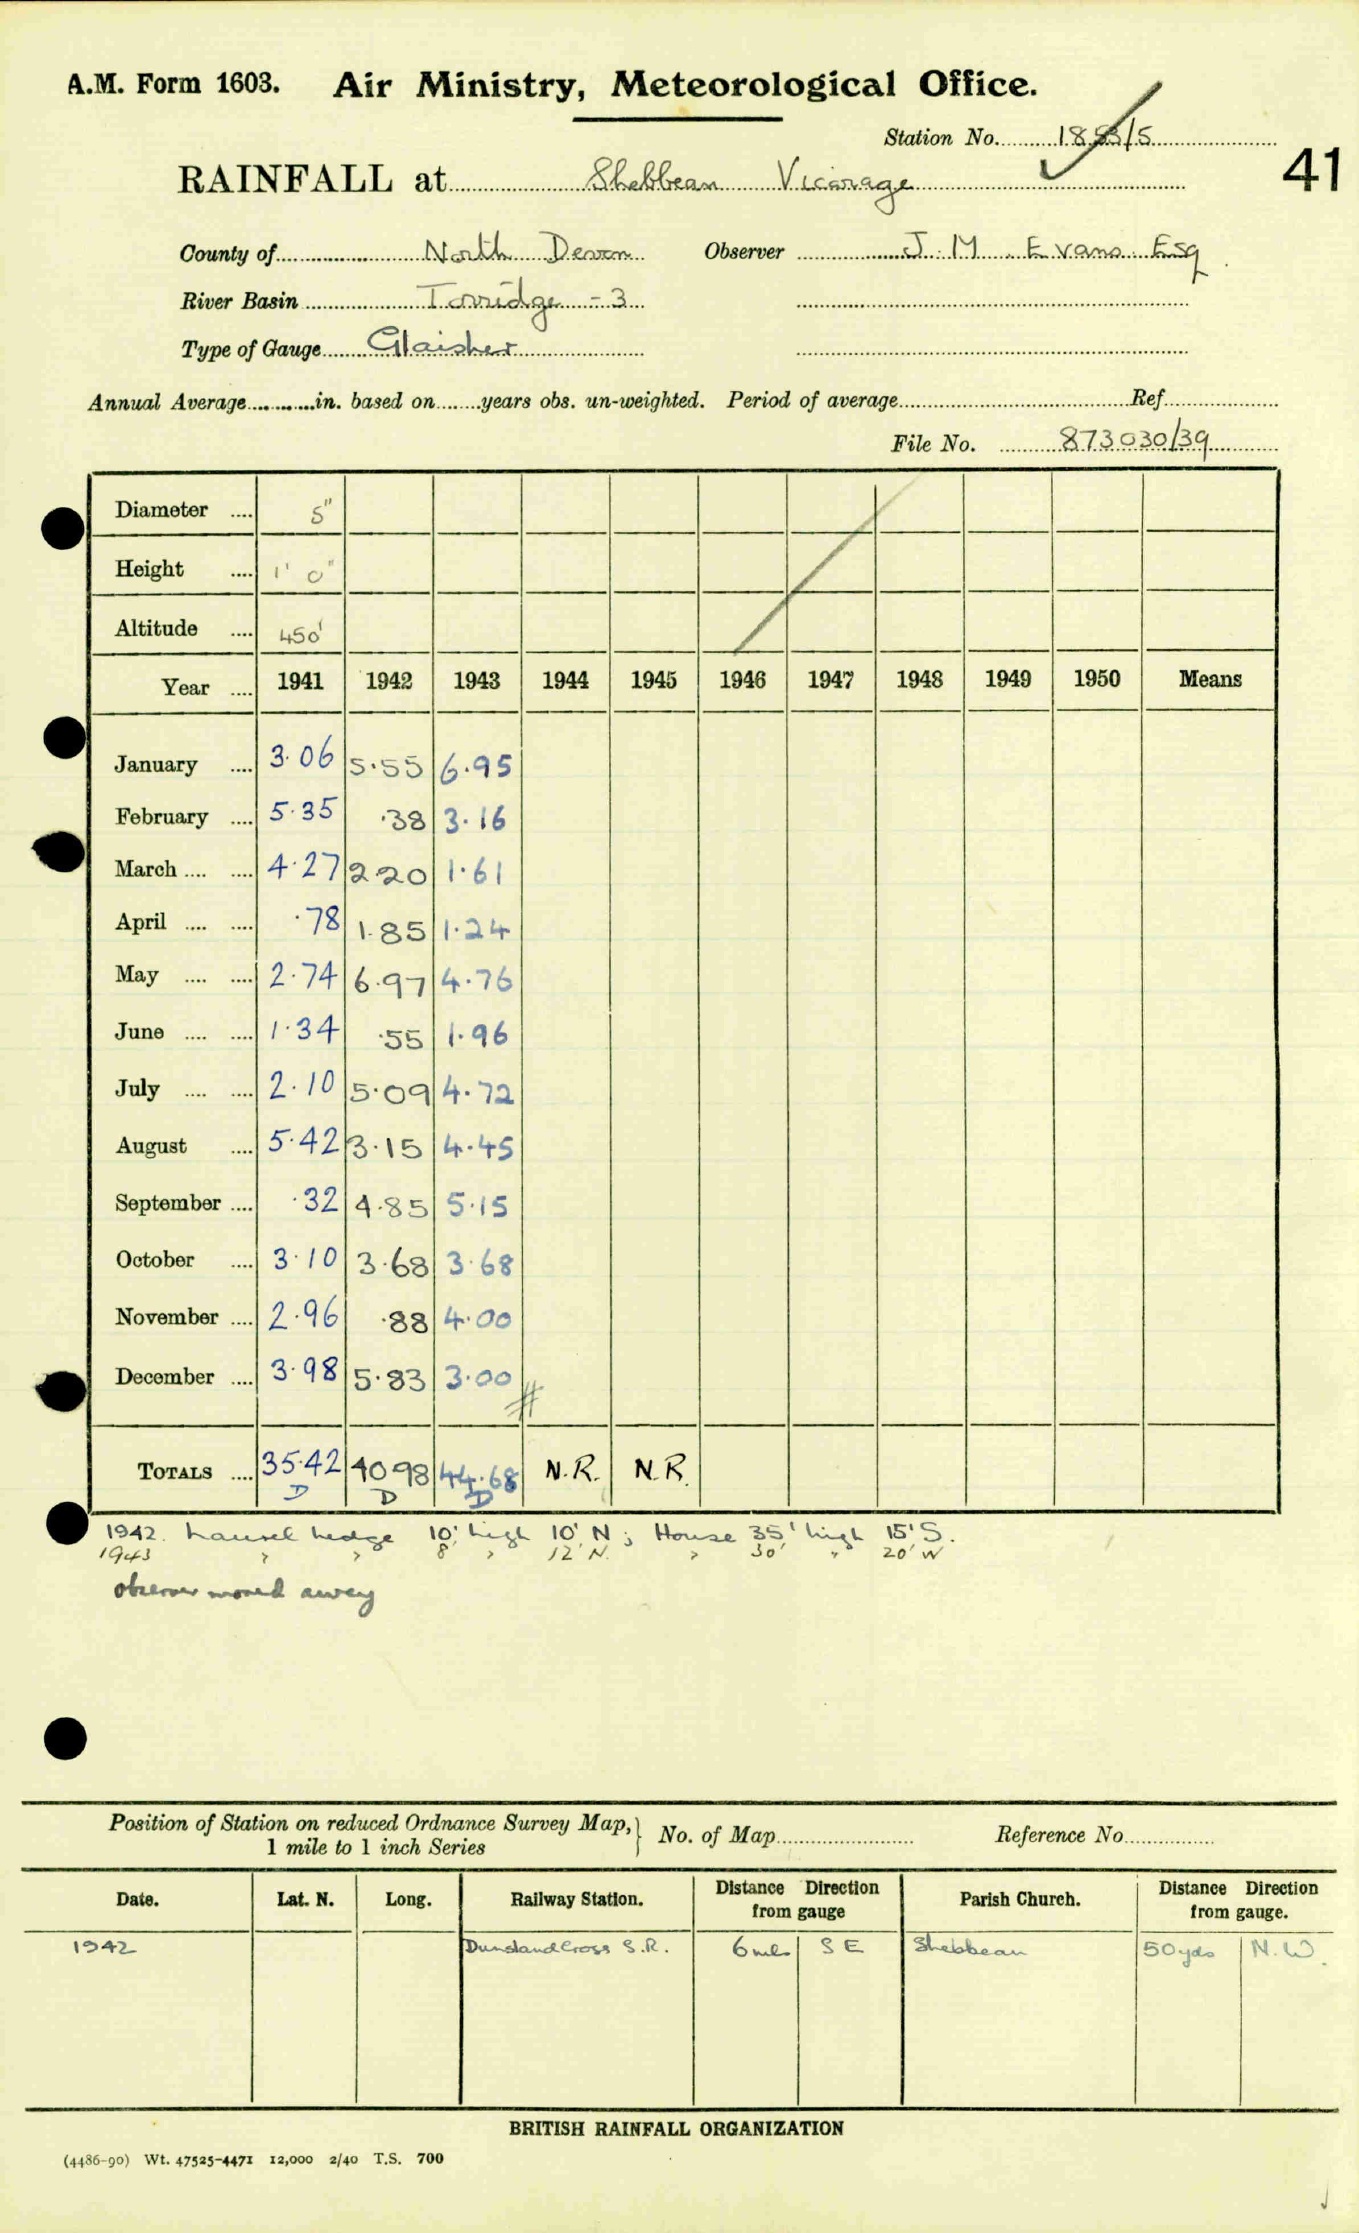 A.M. Form 1603. Air Ministry, Meteorological Office.
Station No. 1853/5
41
RAINFALL at Shebbear Vicarage
County of North Devon Observer J. M. Evans Esq.
River Basin Torridge - 3
Type of Gauge Glaisher
Annual Average in. based on years obs. un-weighted. Period of average Ref
File No. 873030/39
Diameter 5"
Height 1' 0"
Altitude 450'
Year 1941 1942 1943 1944 1945 1946 1947 1948 1949 1950 Means
January 3.06 5.55 6.95
February 5.35 .38 3.16
March 4.27 2.20 1.61
April .78 1.85 1.24
May 2.74 6.97 4.76
June 1.34 .55 1.96
July 2.10 5.09 4.72
August 5.42 3.15 4.45
September .32 4.85 5.15
October 3.10 3.68 3.68
November 2.96 .88 4.00
December 3.98 5.83 3.00
TOTALS 35.42 40.98 44.68 N.R. N.R.
D D D
1942. Laurel hedge 10' high 10' N; House 35' high 15' S.
1943 " " 8' " 12' N. " 30' " 20' W
observer moved away
Position of Station on reduced Ordnance Survey Map, 1 mile to 1 inch Series } No. of Map Reference No.
Date. Lat. N. Long. Railway Station. Distance Direction from gauge Parish Church. Distance Direction from gauge.
1942 Dunsland Cross S.R. 6 mls S E Shebbear 50 yds N.W.
BRITISH RAINFALL ORGANIZATION
(4486-90) Wt. 47525-4471 12,000 2/40 T.S. 700